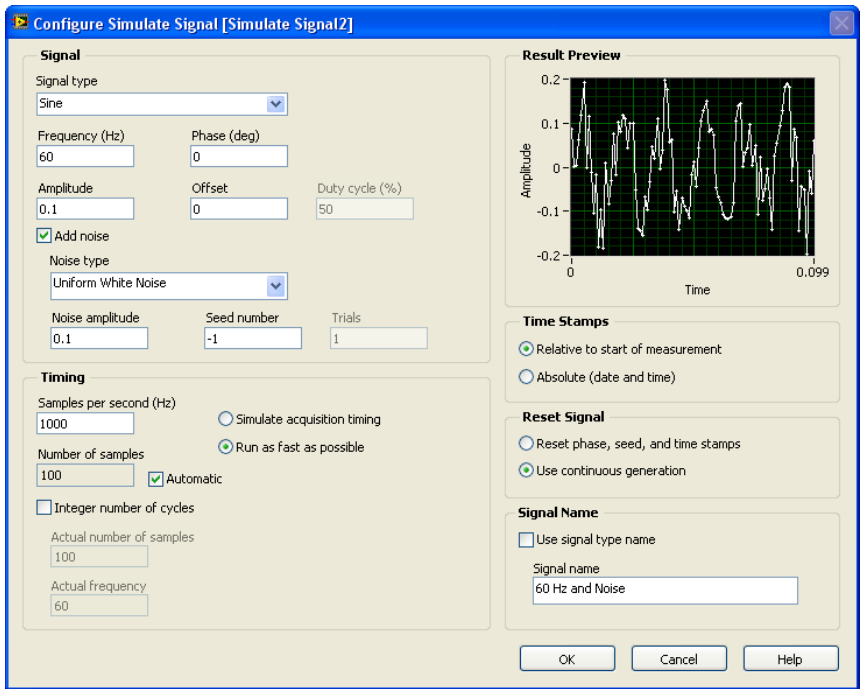 Configure Simulate Signal [Simulate Signal2]
Signal
Signal type
Sine
Frequency (Hz)
Phase (deg)
60
0
Amplitude
Offset
Duty cycle (%)
0.1
0
50
Add noise
Noise type
Uniform White Noise
Noise amplitude
Seed number
Trials
0.1
-1
1
Timing
Samples per second (Hz)
1000
Simulate acquisition timing
Run as fast as possible
Number of samples
100
Automatic
Integer number of cycles
Actual number of samples
100
Actual frequency
60
Result Preview
0.2
0.1
0
-0.1
-0.2
Amplitude
0
0.099
Time
Time Stamps
Relative to start of measurement
Absolute (date and time)
Reset Signal
Reset phase, seed, and time stamps
Use continuous generation
Signal Name
Use signal type name
Signal name
60 Hz and Noise
OK
Cancel
Help